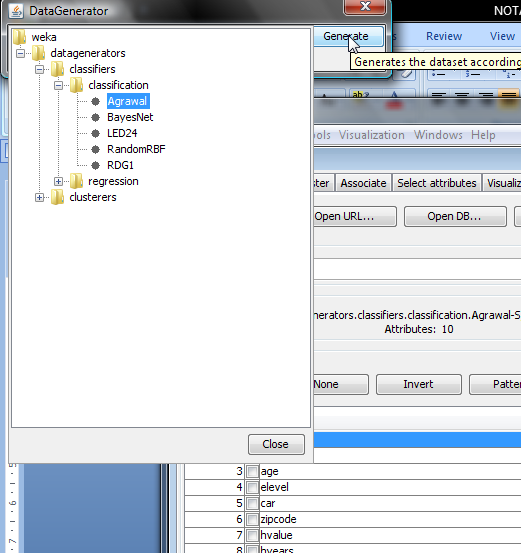 DataGenerator
NOTA
weka
Generate
datagenerators
Review
View
classifiers
Generates the dataset according
classification
Agrawal
BayesNet
LED24
ols Visualization Windows Help
RandomRBF
RDG1
regression
ster Associate Select attributes Visualiz
clusterers
Open URL... Open DB...
nerators.classifiers.classification.Agrawal-S
Attributes: 10
None Invert Patte
Close
3 age
4 elevel
5 car
6 zipcode
7 hvalue
8 hyears